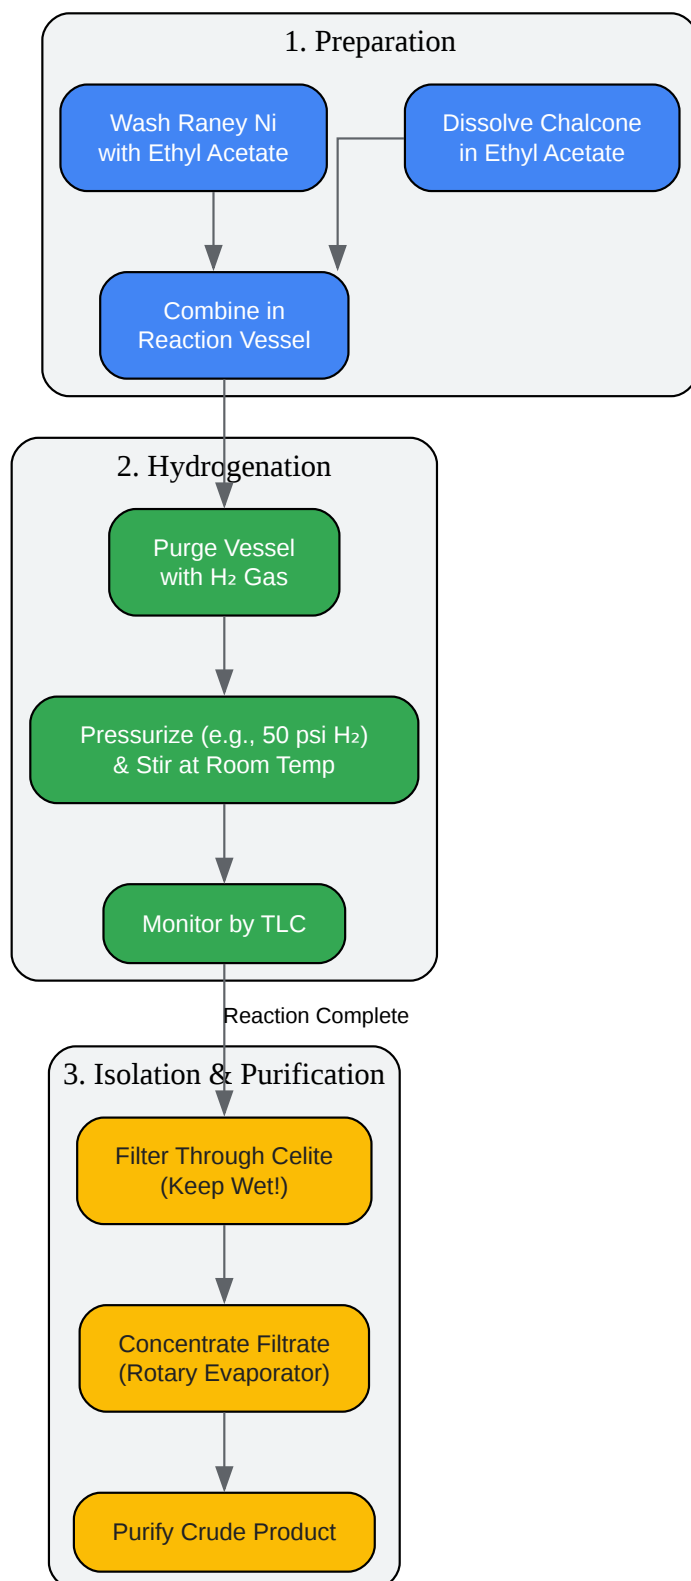 1. Preparation
Wash Raney Ni
with Ethyl Acetate
Dissolve Chalcone
in Ethyl Acetate
Combine in
Reaction Vessel
2. Hydrogenation
Purge Vessel
with H₂ Gas
Pressurize (e.g., 50 psi H₂)
& Stir at Room Temp
Monitor by TLC
Reaction Complete
3. Isolation & Purification
Filter Through Celite
(Keep Wet!)
Concentrate Filtrate
(Rotary Evaporator)
Purify Crude Product